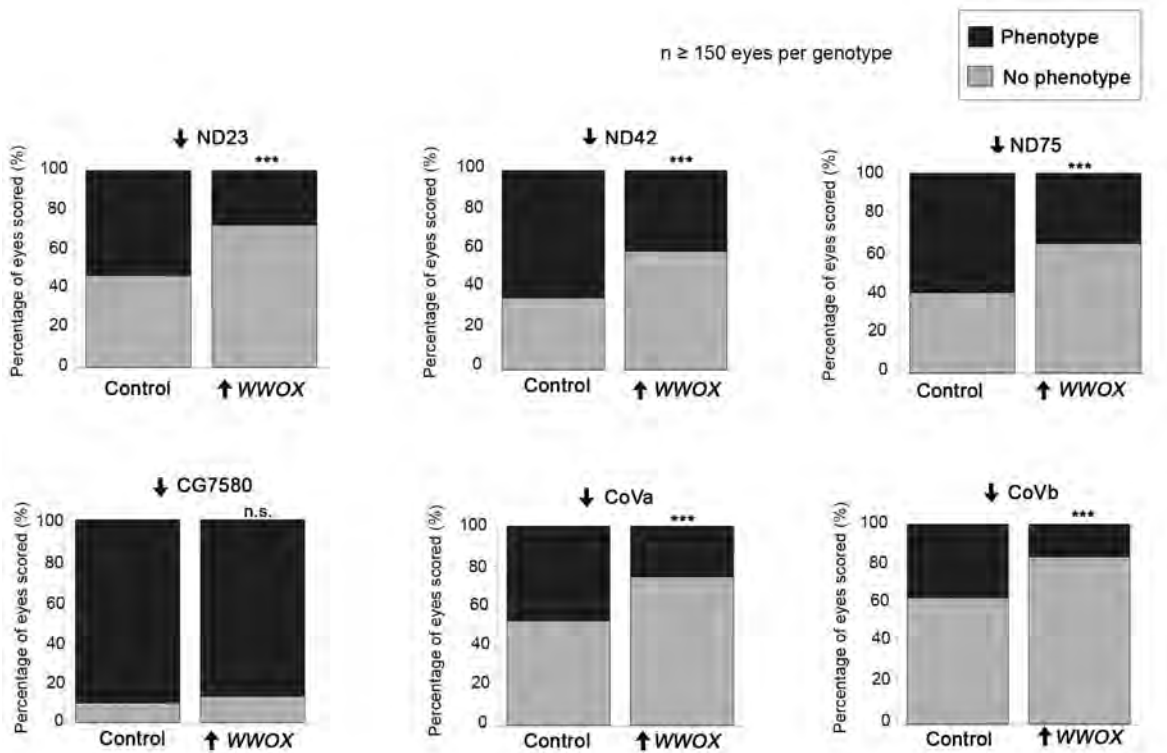 n ≥ 150 eyes per genotype
Phenotype
No phenotype
↓ ND23
***
Percentage of eyes scored (%)
100
80
60
40
20
0
Control
↑ WWOX
↓ ND42
***
Percentage of eyes scored (%)
100
80
60
40
20
0
Control
↑ WWOX
↓ ND75
***
Percentage of eyes scored (%)
100
80
60
40
20
0
Control
↑ WWOX
↓ CG7580
n.s.
Percentage of eyes scored (%)
100
80
60
40
20
0
Control
↑ WWOX
↓ CoVa
***
Percentage of eyes scored (%)
100
80
60
40
20
0
Control
↑ WWOX
↓ CoVb
***
Percentage of eyes scored (%)
100
80
60
40
20
0
Control
↑ WWOX